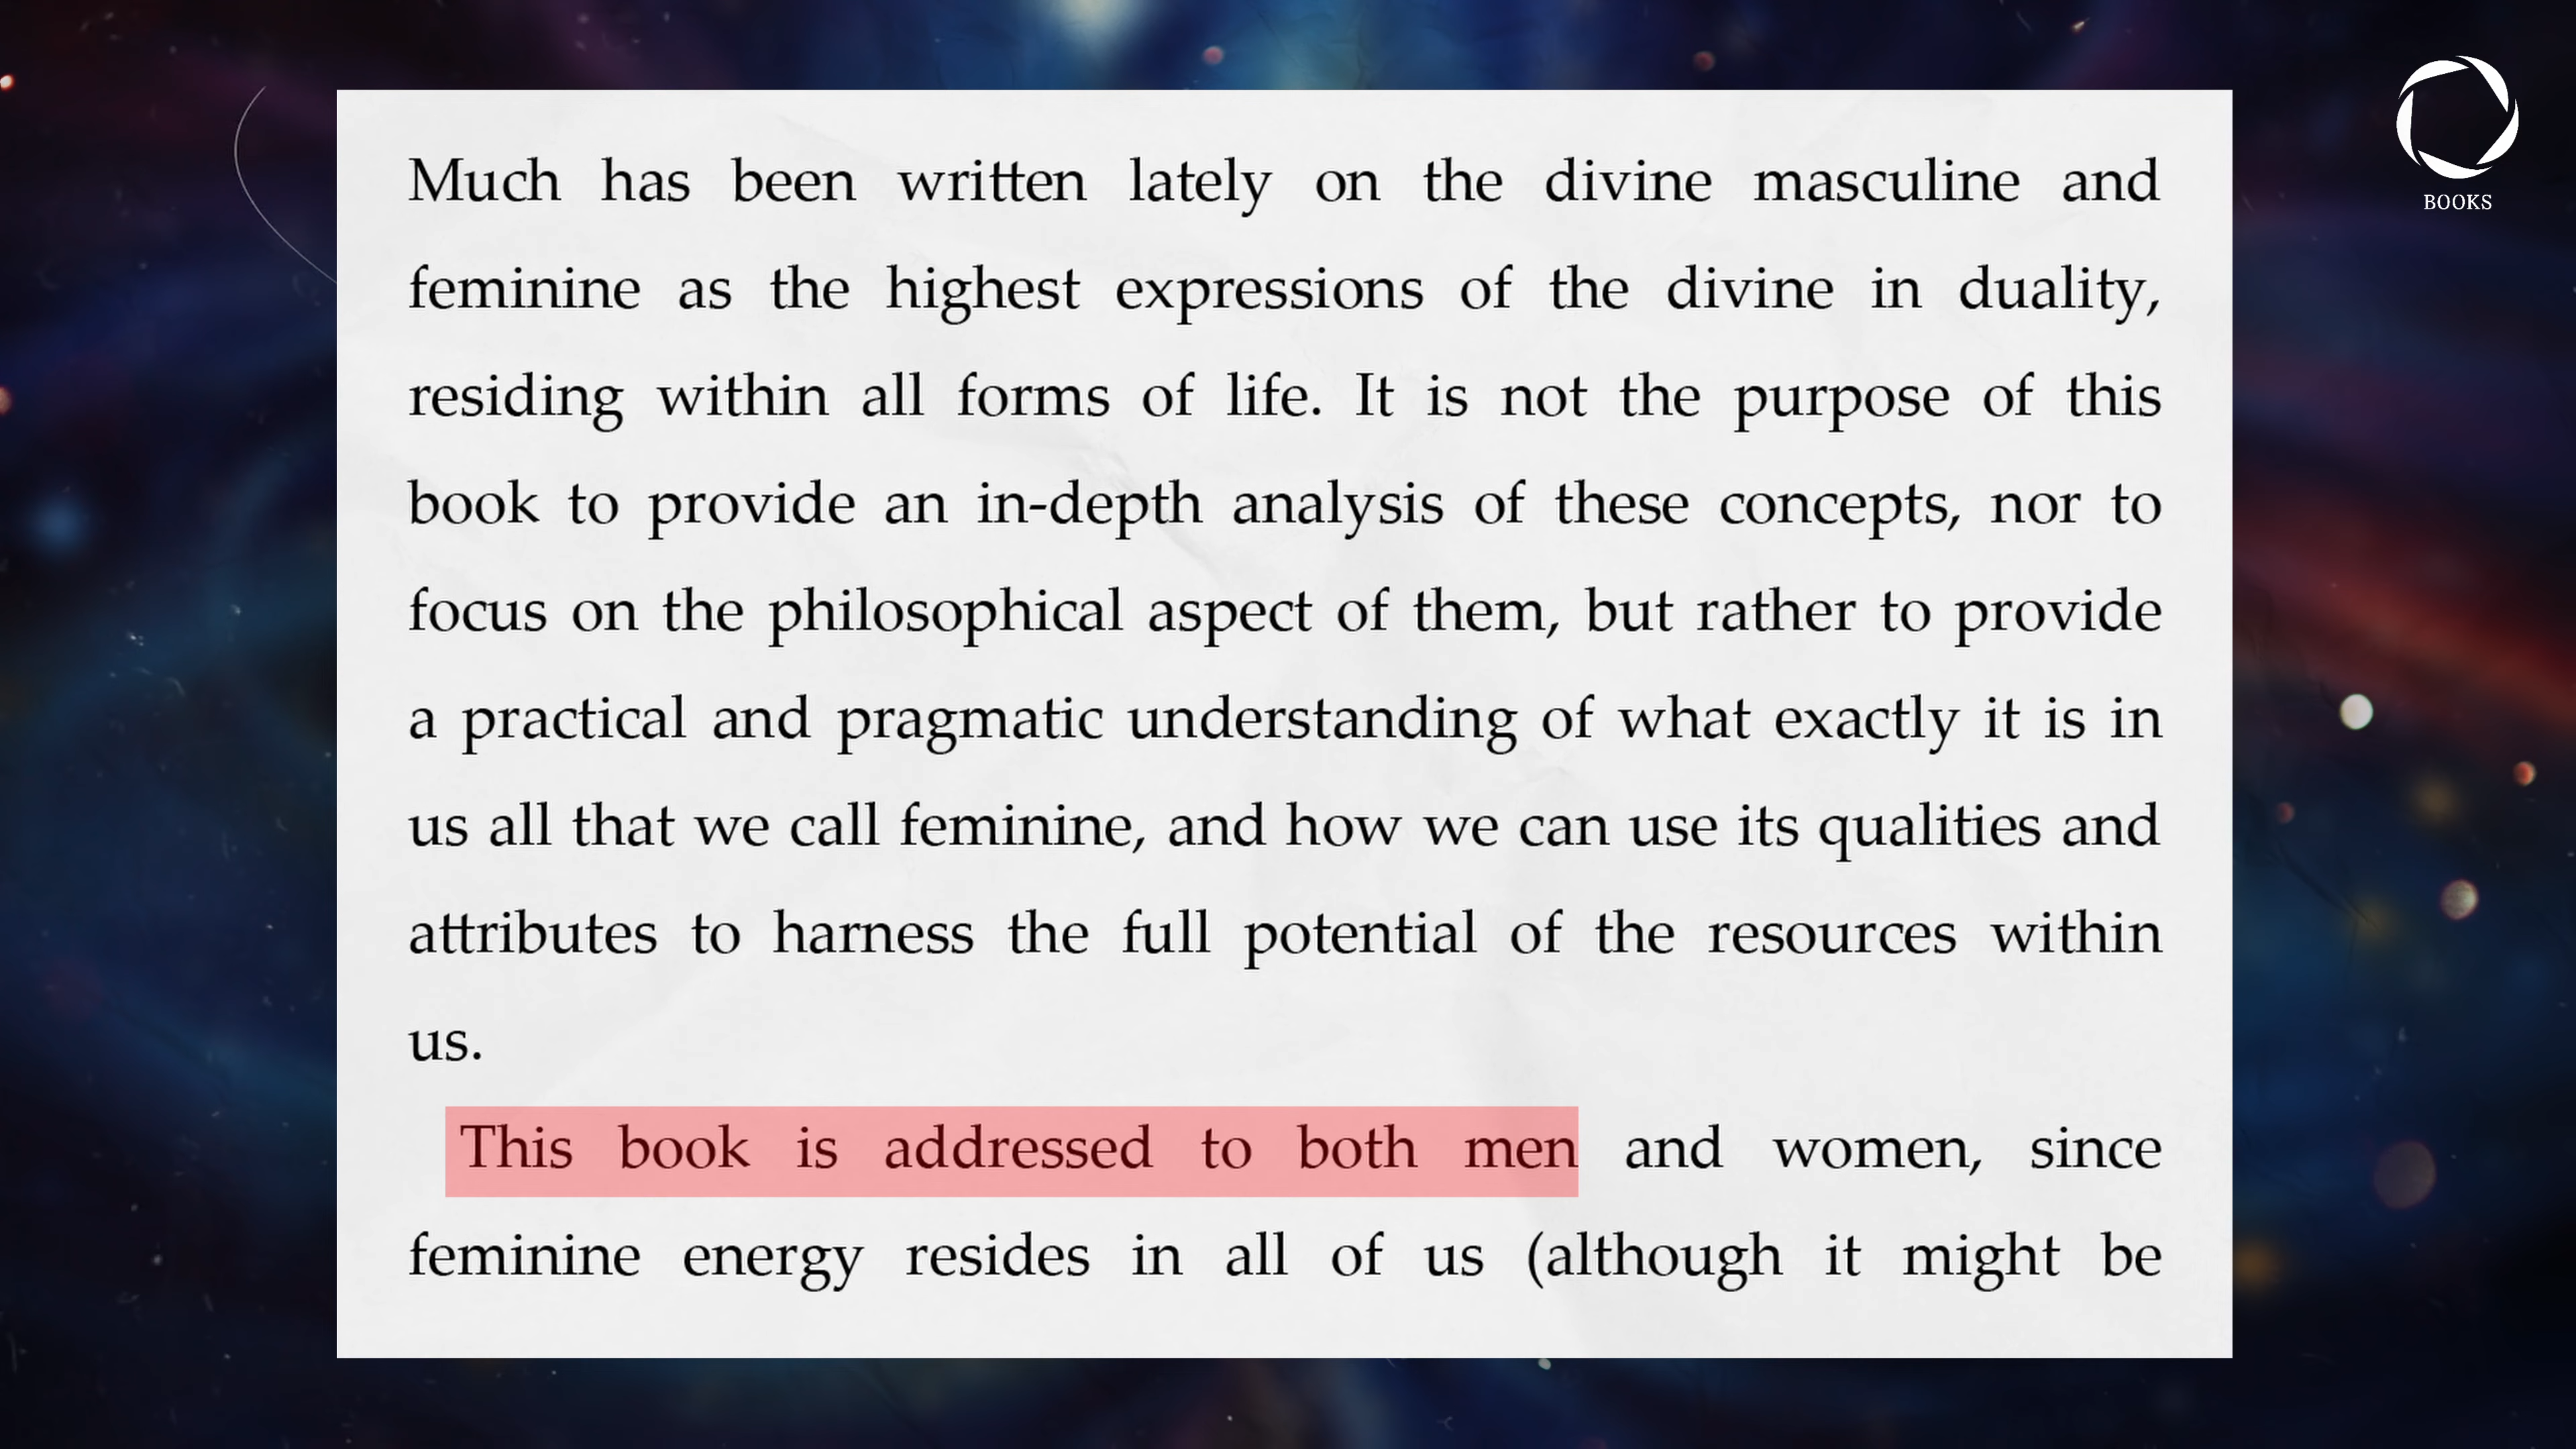 Much has been written lately on the divine masculine and
feminine as the highest expressions of the divine in duality,
residing within all forms of life. It is not the purpose of this
book to provide an in-depth analysis of these concepts, nor to
focus on the philosophical aspect of them, but rather to provide
a practical and pragmatic understanding of what exactly it is in
us all that we call feminine, and how we can use its qualities and
attributes to harness the full potential of the resources within
us.
This book is addressed to both men and women, since
feminine energy resides in all of us (although it might be
BOOKS